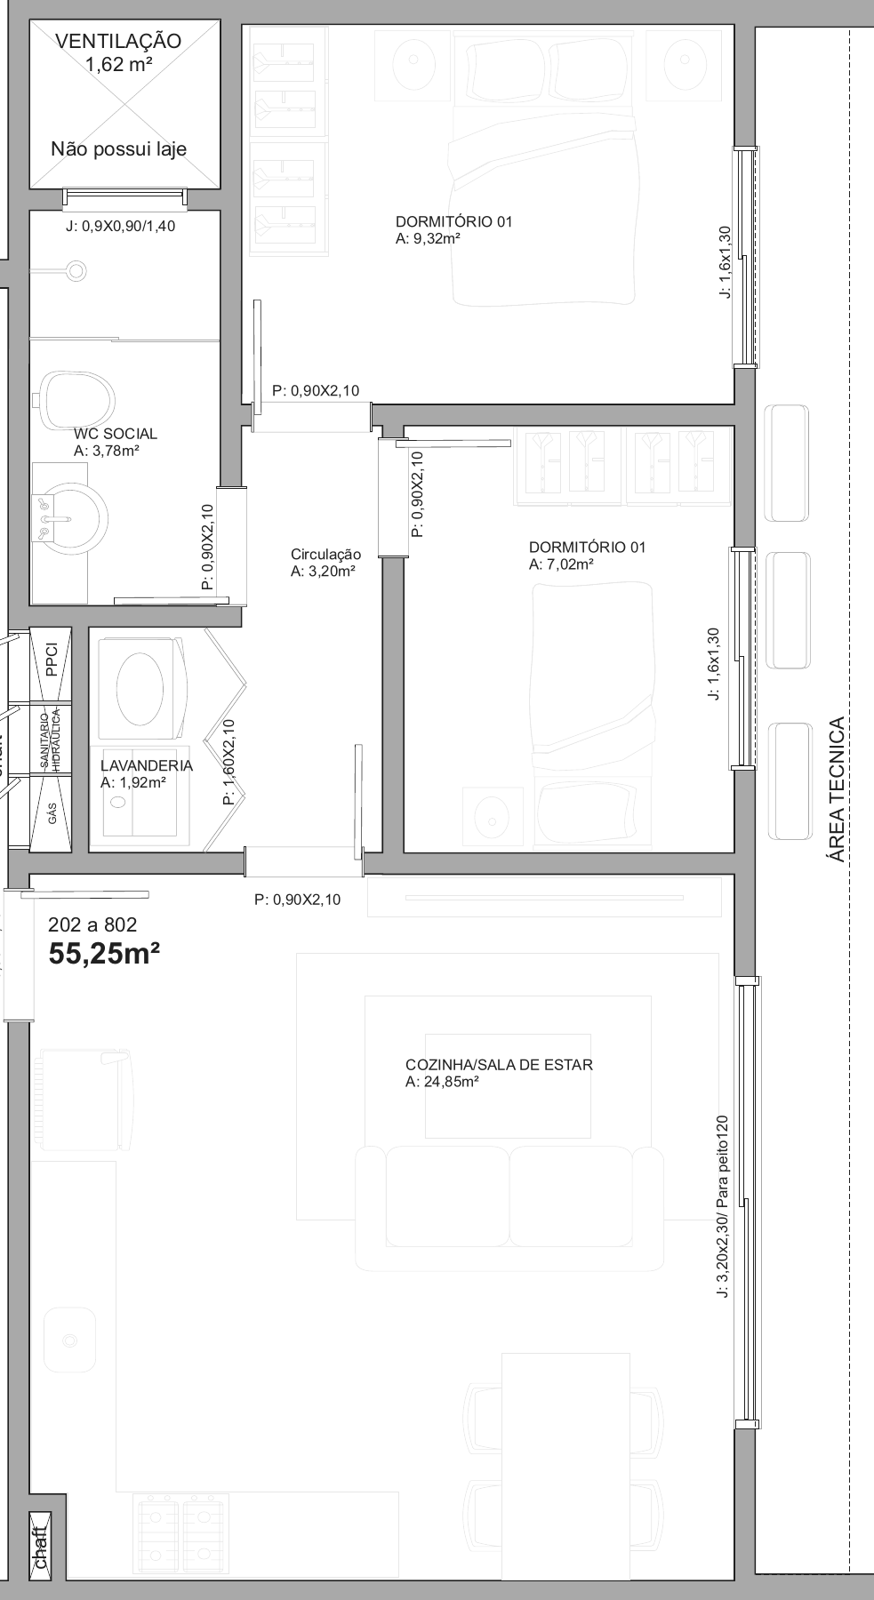 VENTILAÇÃO
1,62 m²
Não possui laje
J: 0,9X0,90/1,40
DORMITÓRIO 01
A: 9,32m²
J: 1,6x1,30
P: 0,90X2,10
WC SOCIAL
A: 3,78m²
P: 0,90X2,10
P: 0,90X2,10
Circulação
A: 3,20m²
DORMITÓRIO 01
A: 7,02m²
J: 1,6x1,30
PPCI
SANITÁRIO
HIDRÁULICA
GÁS
LAVANDERIA
A: 1,92m²
P: 1,60X2,10
ÁREA TECNICA
P: 0,90X2,10
202 a 802
55,25m²
COZINHA/SALA DE ESTAR
A: 24,85m²
J: 3,20x2,30/ Para peito120
chaft